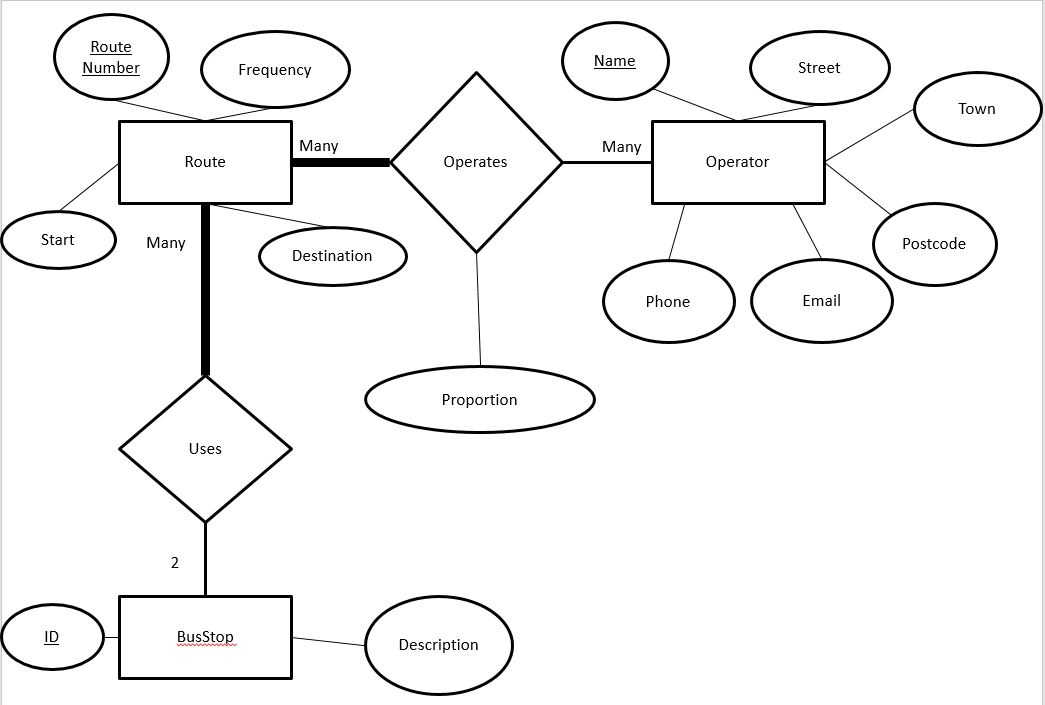 Route
Number
Frequency
Name
Street
Town
Many
Many
Route
Operates
Operator
Start
Many
Destination
Postcode
Phone
Email
Proportion
Uses
2
ID
BusStop
Description